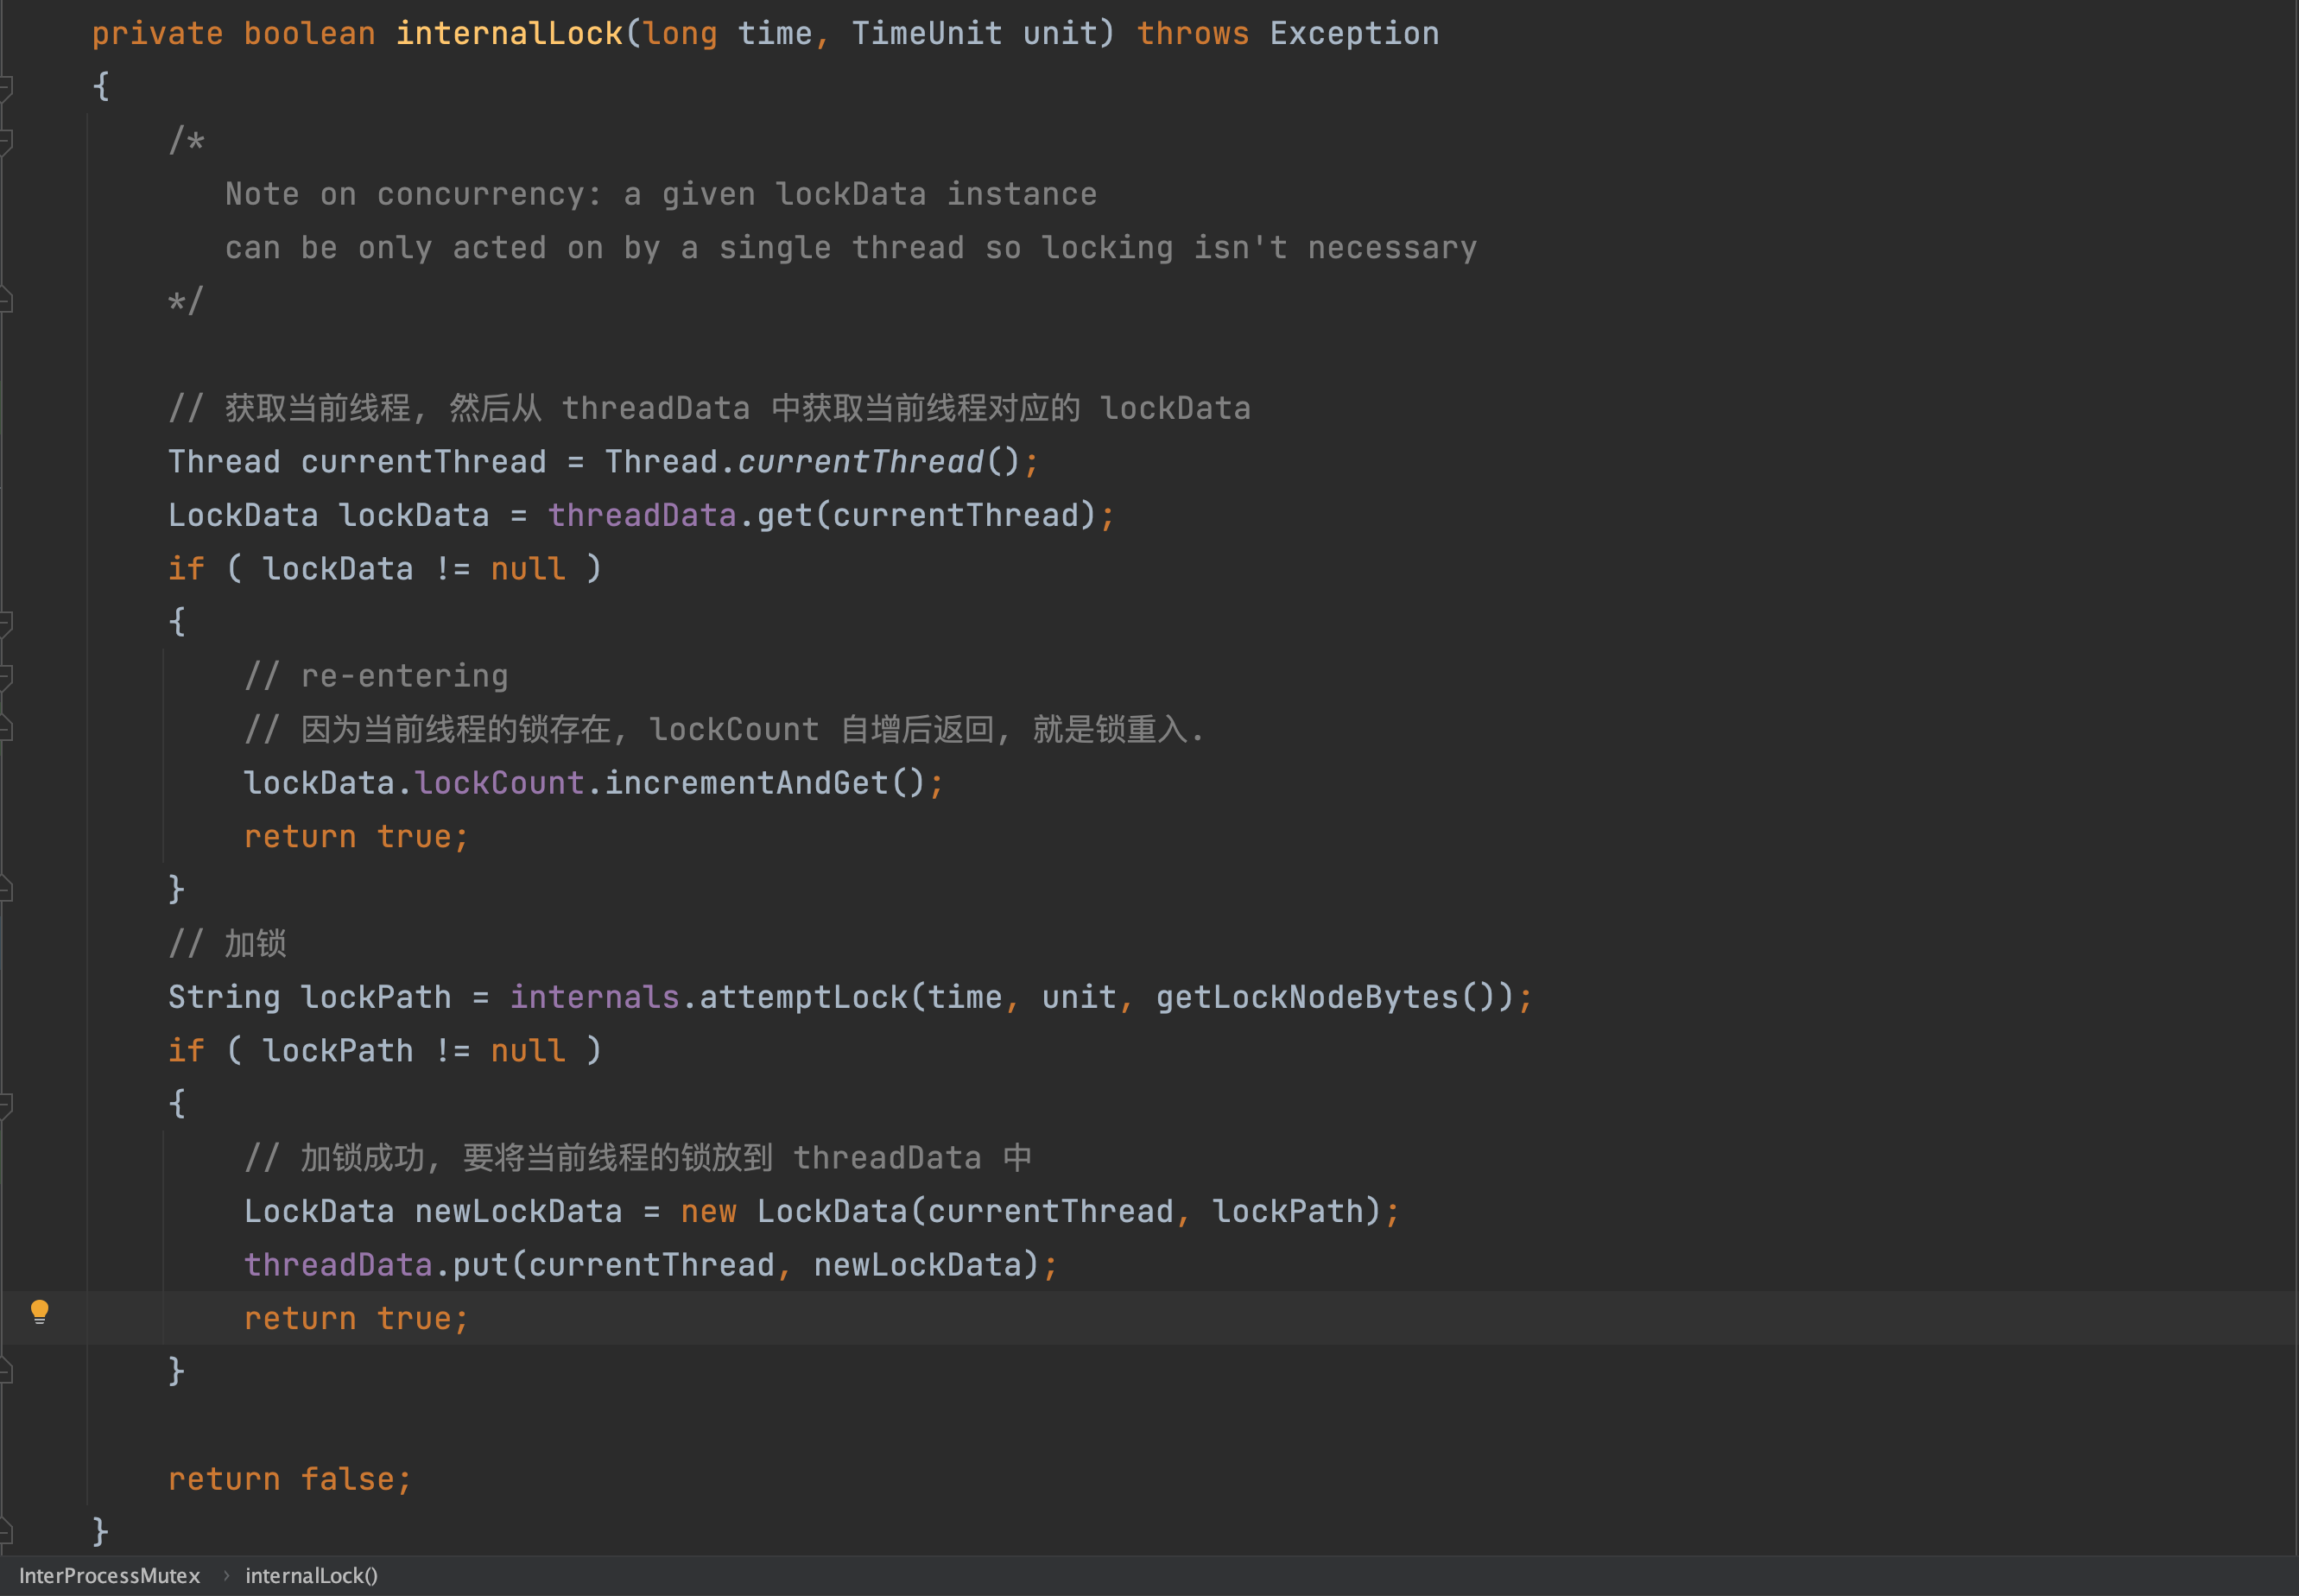 private boolean internalLock(long time, TimeUnit unit) throws Exception
{
/*
Note on concurrency: a given lockData instance
can be only acted on by a single thread so locking isn't necessary
*/
// 获取当前线程, 然后从 threadData 中获取当前线程对应的 lockData
Thread currentThread = Thread.currentThread();
LockData lockData = threadData.get(currentThread);
if ( lockData != null )
{
// re-entering
// 因为当前线程的锁存在, lockCount 自增后返回, 就是锁重入.
lockData.lockCount.incrementAndGet();
return true;
}
// 加锁
String lockPath = internals.attemptLock(time, unit, getLockNodeBytes());
if ( lockPath != null )
{
// 加锁成功, 要将当前线程的锁放到 threadData 中
LockData newLockData = new LockData(currentThread, lockPath);
threadData.put(currentThread, newLockData);
return true;
}
return false;
}
InterProcessMutex › internalLock()